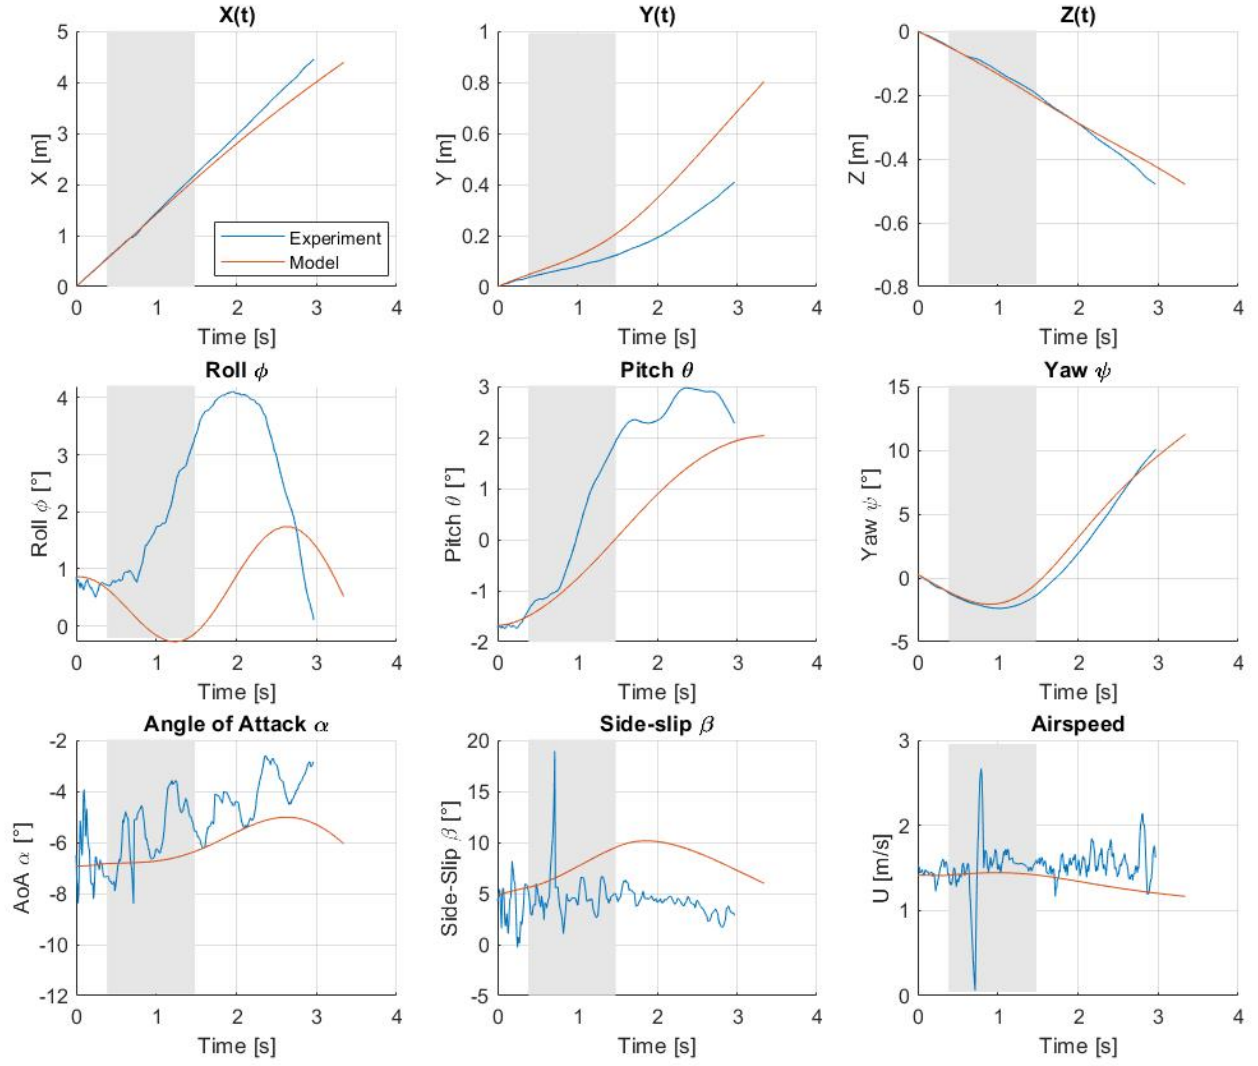 X(t)
5
4
3
2
1
0
X [m]
Experiment
Model
0 1 2 3 4
Time [s]
Y(t)
1
0.8
0.6
0.4
0.2
0
Y [m]
0 1 2 3 4
Time [s]
Z(t)
0
-0.2
-0.4
-0.6
-0.8
Z [m]
0 1 2 3 4
Time [s]
Roll ϕ
4
3
2
1
0
Roll ϕ [°]
0 1 2 3 4
Time [s]
Pitch θ
3
2
1
0
-1
-2
Pitch θ [°]
0 1 2 3 4
Time [s]
Yaw ψ
15
10
5
0
-5
Yaw ψ [°]
0 1 2 3 4
Time [s]
Angle of Attack α
-2
-4
-6
-8
-10
-12
AoA α [°]
0 1 2 3 4
Time [s]
Side-slip β
20
15
10
5
0
-5
Side-Slip β [°]
0 1 2 3 4
Time [s]
Airspeed
3
2
1
0
U [m/s]
0 1 2 3 4
Time [s]